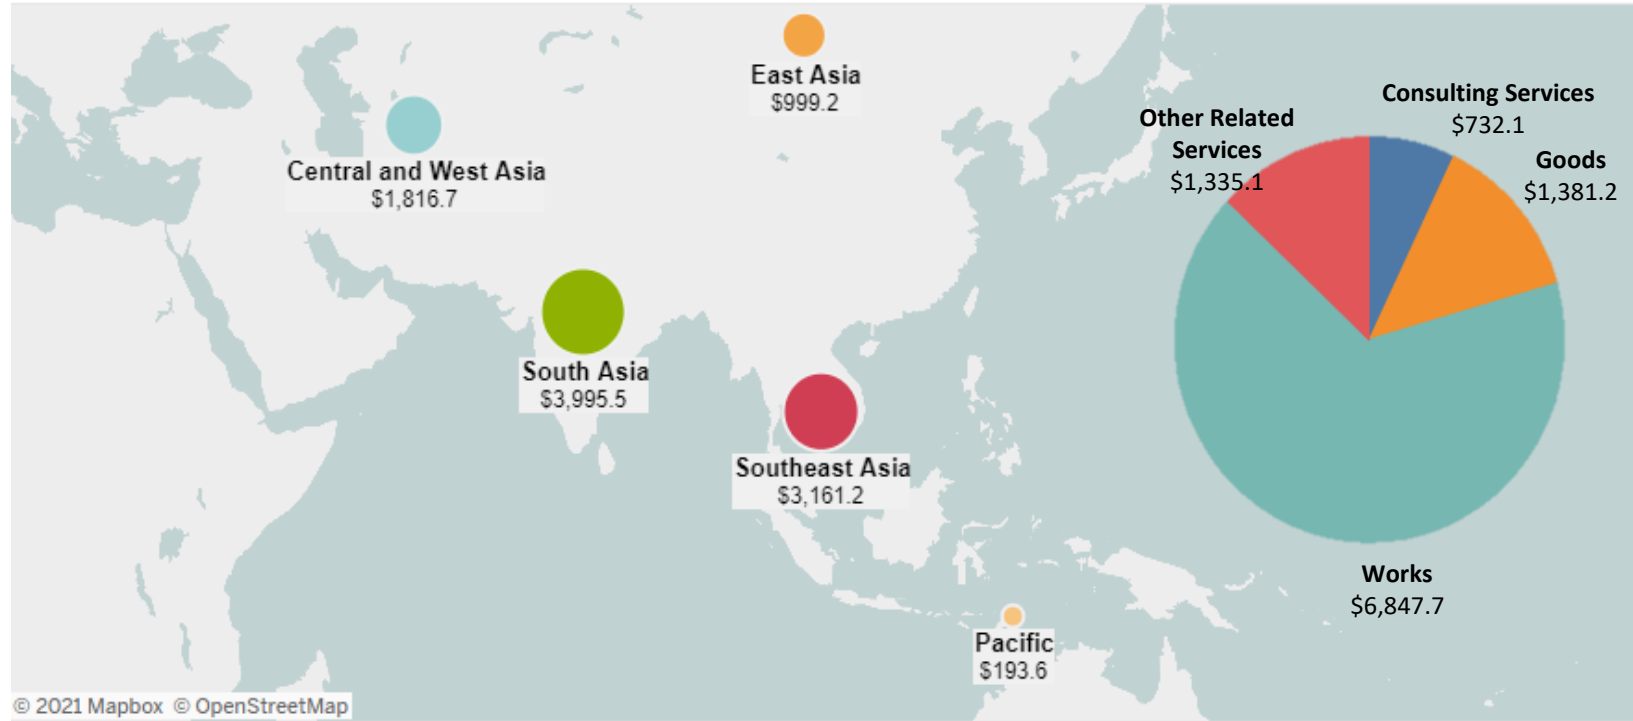 East Asia
$999.2
Central and West Asia
$1,816.7
South Asia
$3,995.5
Southeast Asia
$3,161.2
Pacific
$193.6
Consulting Services
$732.1
Other Related
Services
$1,335.1
Goods
$1,381.2
Works
$6,847.7
© 2021 Mapbox © OpenStreetMap